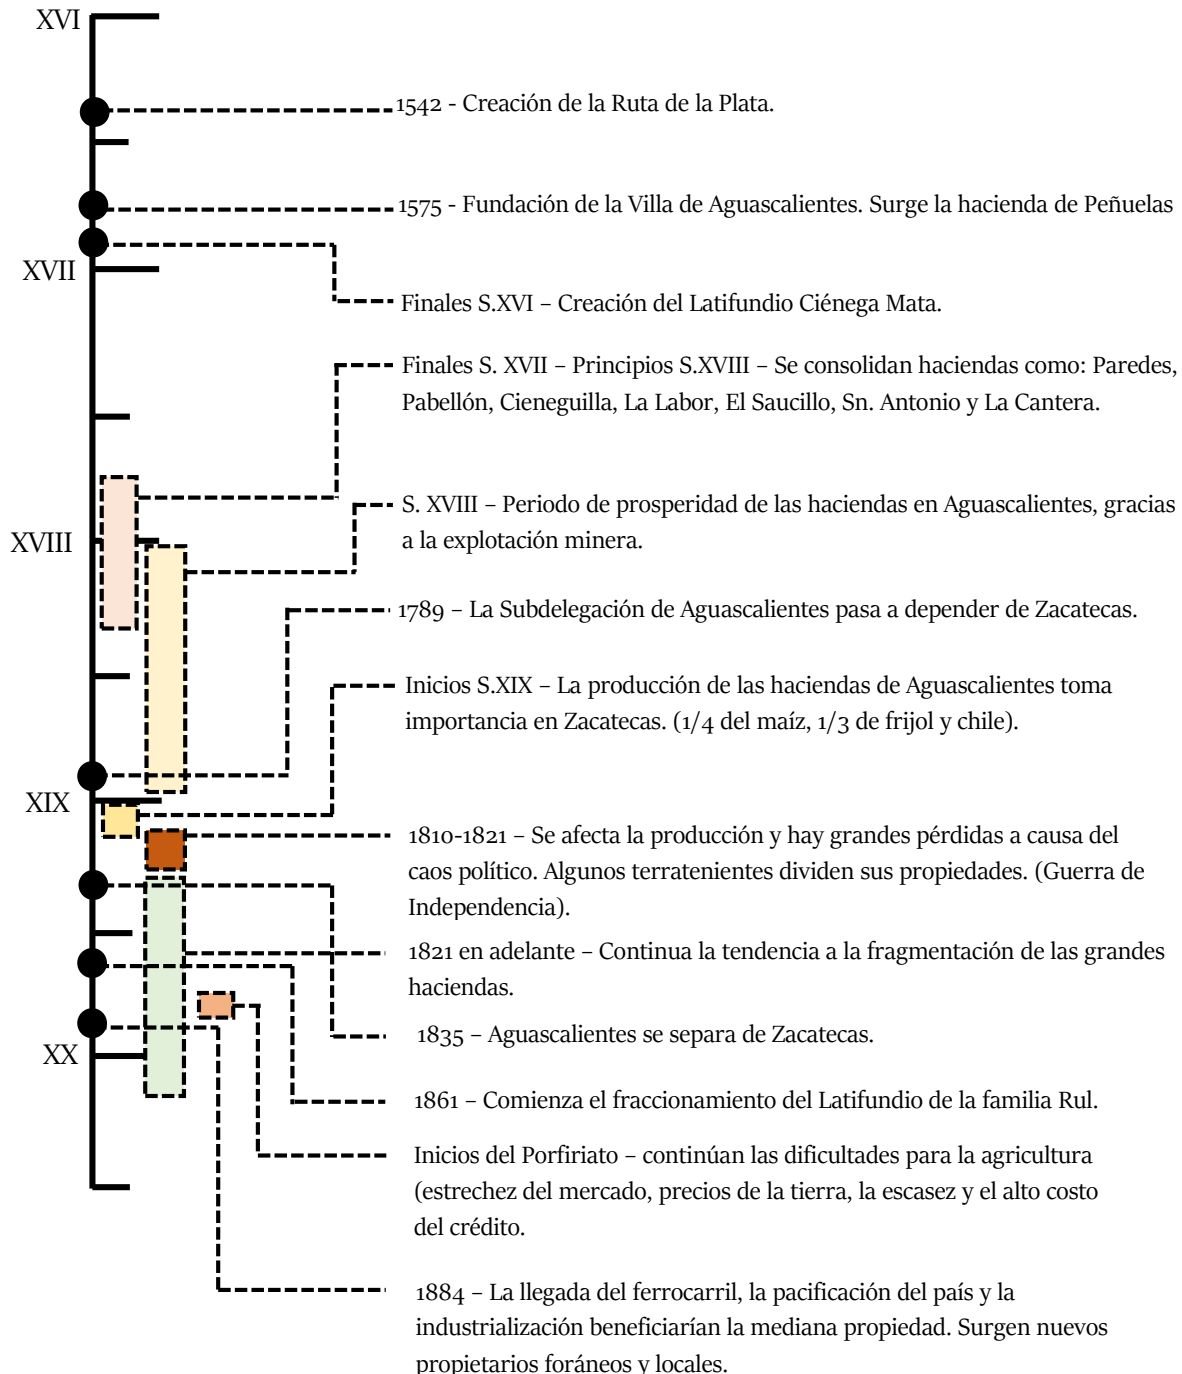 XVI
1542 - Creación de la Ruta de la Plata.
1575 - Fundación de la Villa de Aguascalientes. Surge la hacienda de Peñuelas
XVII
Finales S.XVI – Creación del Latifundio Ciénega Mata.
Finales S. XVII – Principios S.XVIII – Se consolidan haciendas como: Paredes,
Pabellón, Cieneguilla, La Labor, El Saucillo, Sn. Antonio y La Cantera.
S. XVIII – Periodo de prosperidad de las haciendas en Aguascalientes, gracias
a la explotación minera.
XVIII
1789 – La Subdelegación de Aguascalientes pasa a depender de Zacatecas.
Inicios S.XIX – La producción de las haciendas de Aguascalientes toma
importancia en Zacatecas. (1/4 del maíz, 1/3 de frijol y chile).
XIX
1810-1821 – Se afecta la producción y hay grandes pérdidas a causa del
caos político. Algunos terratenientes dividen sus propiedades. (Guerra de
Independencia).
1821 en adelante – Continua la tendencia a la fragmentación de las grandes
haciendas.
1835 – Aguascalientes se separa de Zacatecas.
XX
1861 – Comienza el fraccionamiento del Latifundio de la familia Rul.
Inicios del Porfiriato – continúan las dificultades para la agricultura
(estrechez del mercado, precios de la tierra, la escasez y el alto costo
del crédito.
1884 – La llegada del ferrocarril, la pacificación del país y la
industrialización beneficiarían la mediana propiedad. Surgen nuevos
propietarios foráneos y locales.